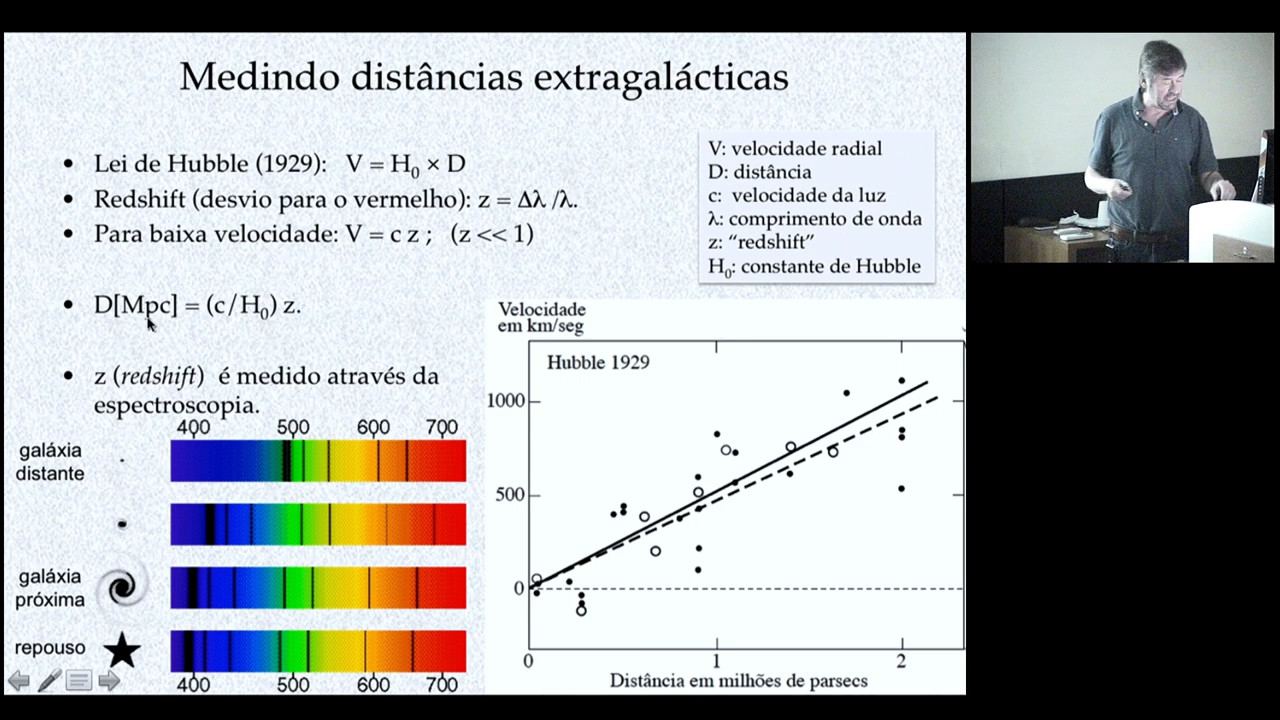 Medindo distâncias extragalácticas
• Lei de Hubble (1929): V = H₀ × D
• Redshift (desvio para o vermelho): z = Δλ /λ.
• Para baixa velocidade: V = c z ; (z << 1)
• D[Mpc] = (c/H₀) z.
• z (redshift) é medido através da
espectroscopia.
V: velocidade radial
D: distância
c: velocidade da luz
λ: comprimento de onda
z: “redshift”
H₀: constante de Hubble
400 500 600 700
galáxia
distante
galáxia
próxima
repouso
400 500 600 700
Velocidade
em km/seg
Hubble 1929
1000
500
0
0 1 2
Distância em milhões de parsecs